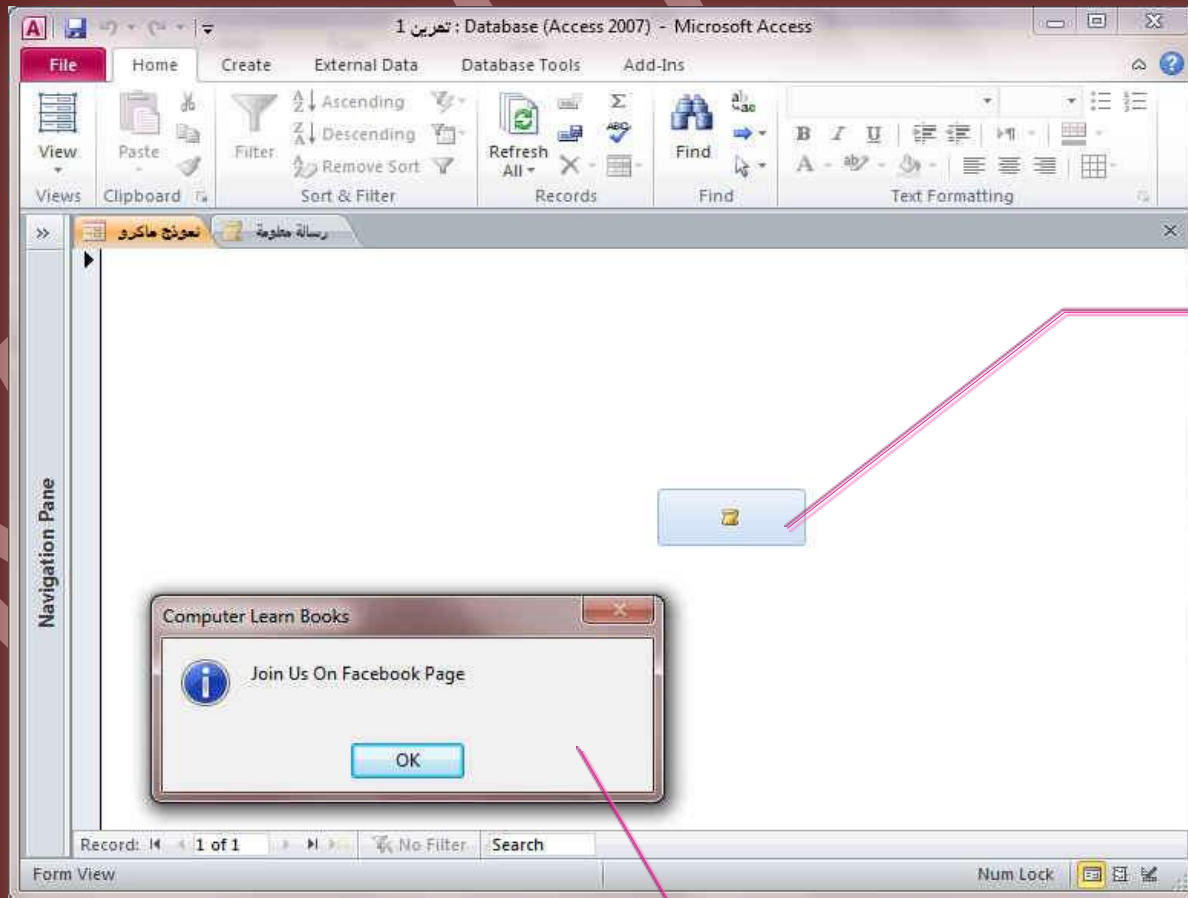 تمرين 1 : Database (Access 2007) - Microsoft Access
File Home Create External Data Database Tools Add-Ins
View
Paste
Filter
Ascending
Descending
Remove Sort
Refresh All
Find
Views Clipboard Sort & Filter Records Find Text Formatting
نموذج ماكرو رسالة معلومة
Navigation Pane
Computer Learn Books
Join Us On Facebook Page
OK
Record: 1 of 1 No Filter Search
Form View Num Lock